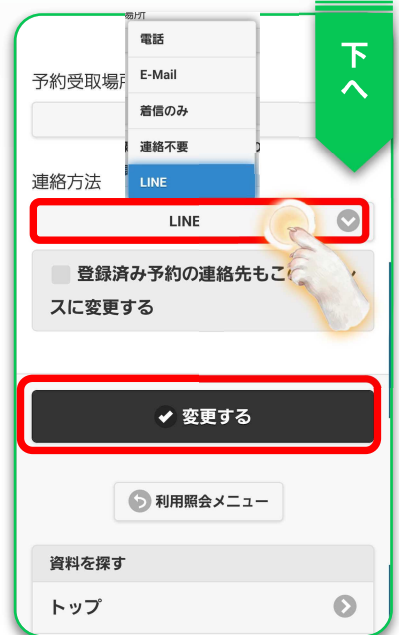 下へ
電話
予約受取場所
E-Mail
着信のみ
連絡不要
連絡方法
LINE
LINE
登録済み予約の連絡先もこ
スに変更する
変更する
利用照会メニュー
資料を探す
トップ